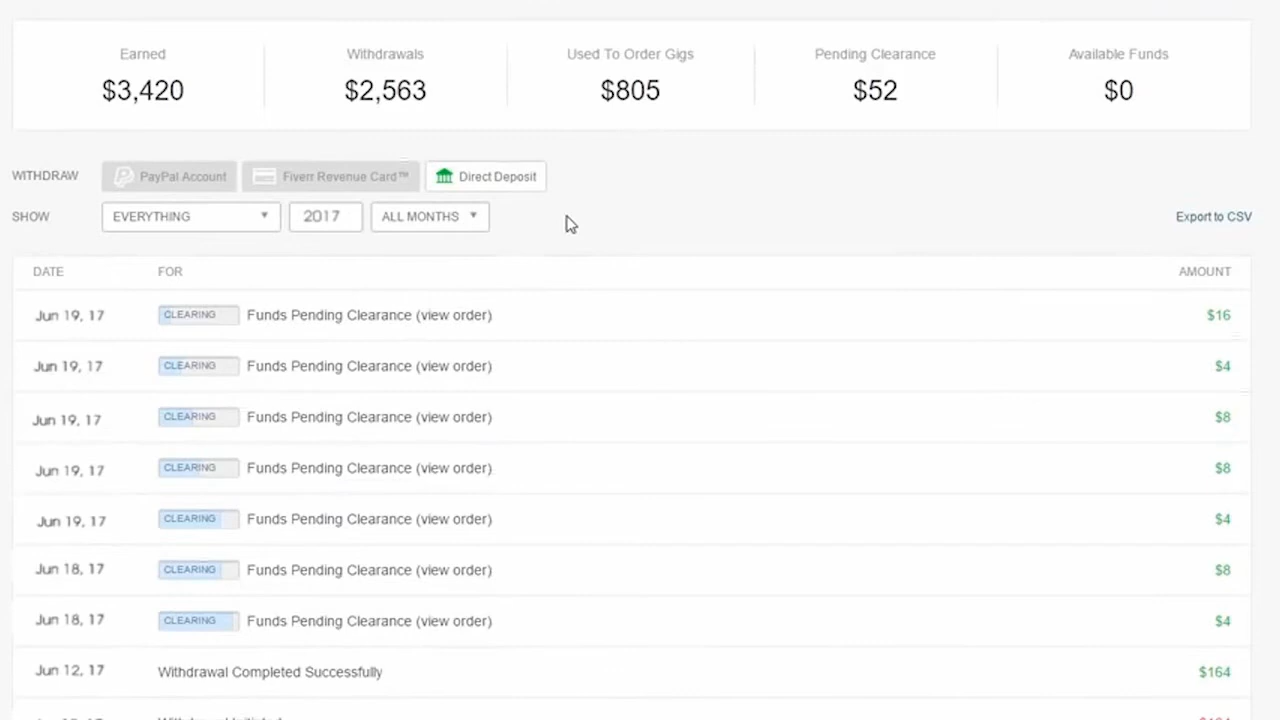 Earned Withdrawals Used To Order Gigs Pending Clearance Available Funds
$3,420 $2,563 $805 $52 $0
WITHDRAW PayPal Account Fiverr Revenue Card™ Direct Deposit
SHOW EVERYTHING 2017 ALL MONTHS Export to CSV
DATE FOR AMOUNT
Jun 19, 17 CLEARING Funds Pending Clearance (view order) $16
Jun 19, 17 CLEARING Funds Pending Clearance (view order) $4
Jun 19, 17 CLEARING Funds Pending Clearance (view order) $8
Jun 19, 17 CLEARING Funds Pending Clearance (view order) $8
Jun 19, 17 CLEARING Funds Pending Clearance (view order) $4
Jun 18, 17 CLEARING Funds Pending Clearance (view order) $8
Jun 18, 17 CLEARING Funds Pending Clearance (view order) $4
Jun 12, 17 Withdrawal Completed Successfully $164